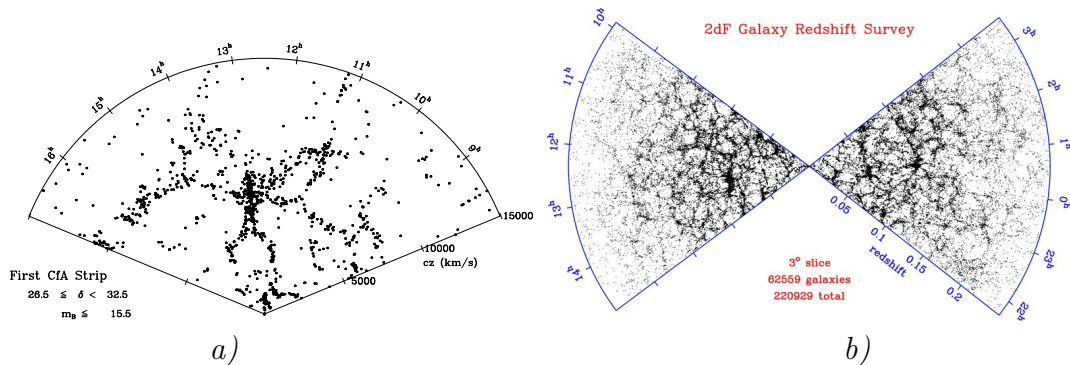 13ʰ
12ʰ
14ʰ
11ʰ
15ʰ
10ʰ
16ʰ
9ʰ
15000
10000
cz (km/s)
5000
First CfA Strip
26.5 ≤ δ < 32.5
m_B ≤ 15.5
a)
2dF Galaxy Redshift Survey
10ʰ
11ʰ
12ʰ
13ʰ
14ʰ
3ʰ
2ʰ
1ʰ
0ʰ
23ʰ
22ʰ
0.05
0.1
0.15
0.2
redshift
3° slice
62559 galaxies
220929 total
b)